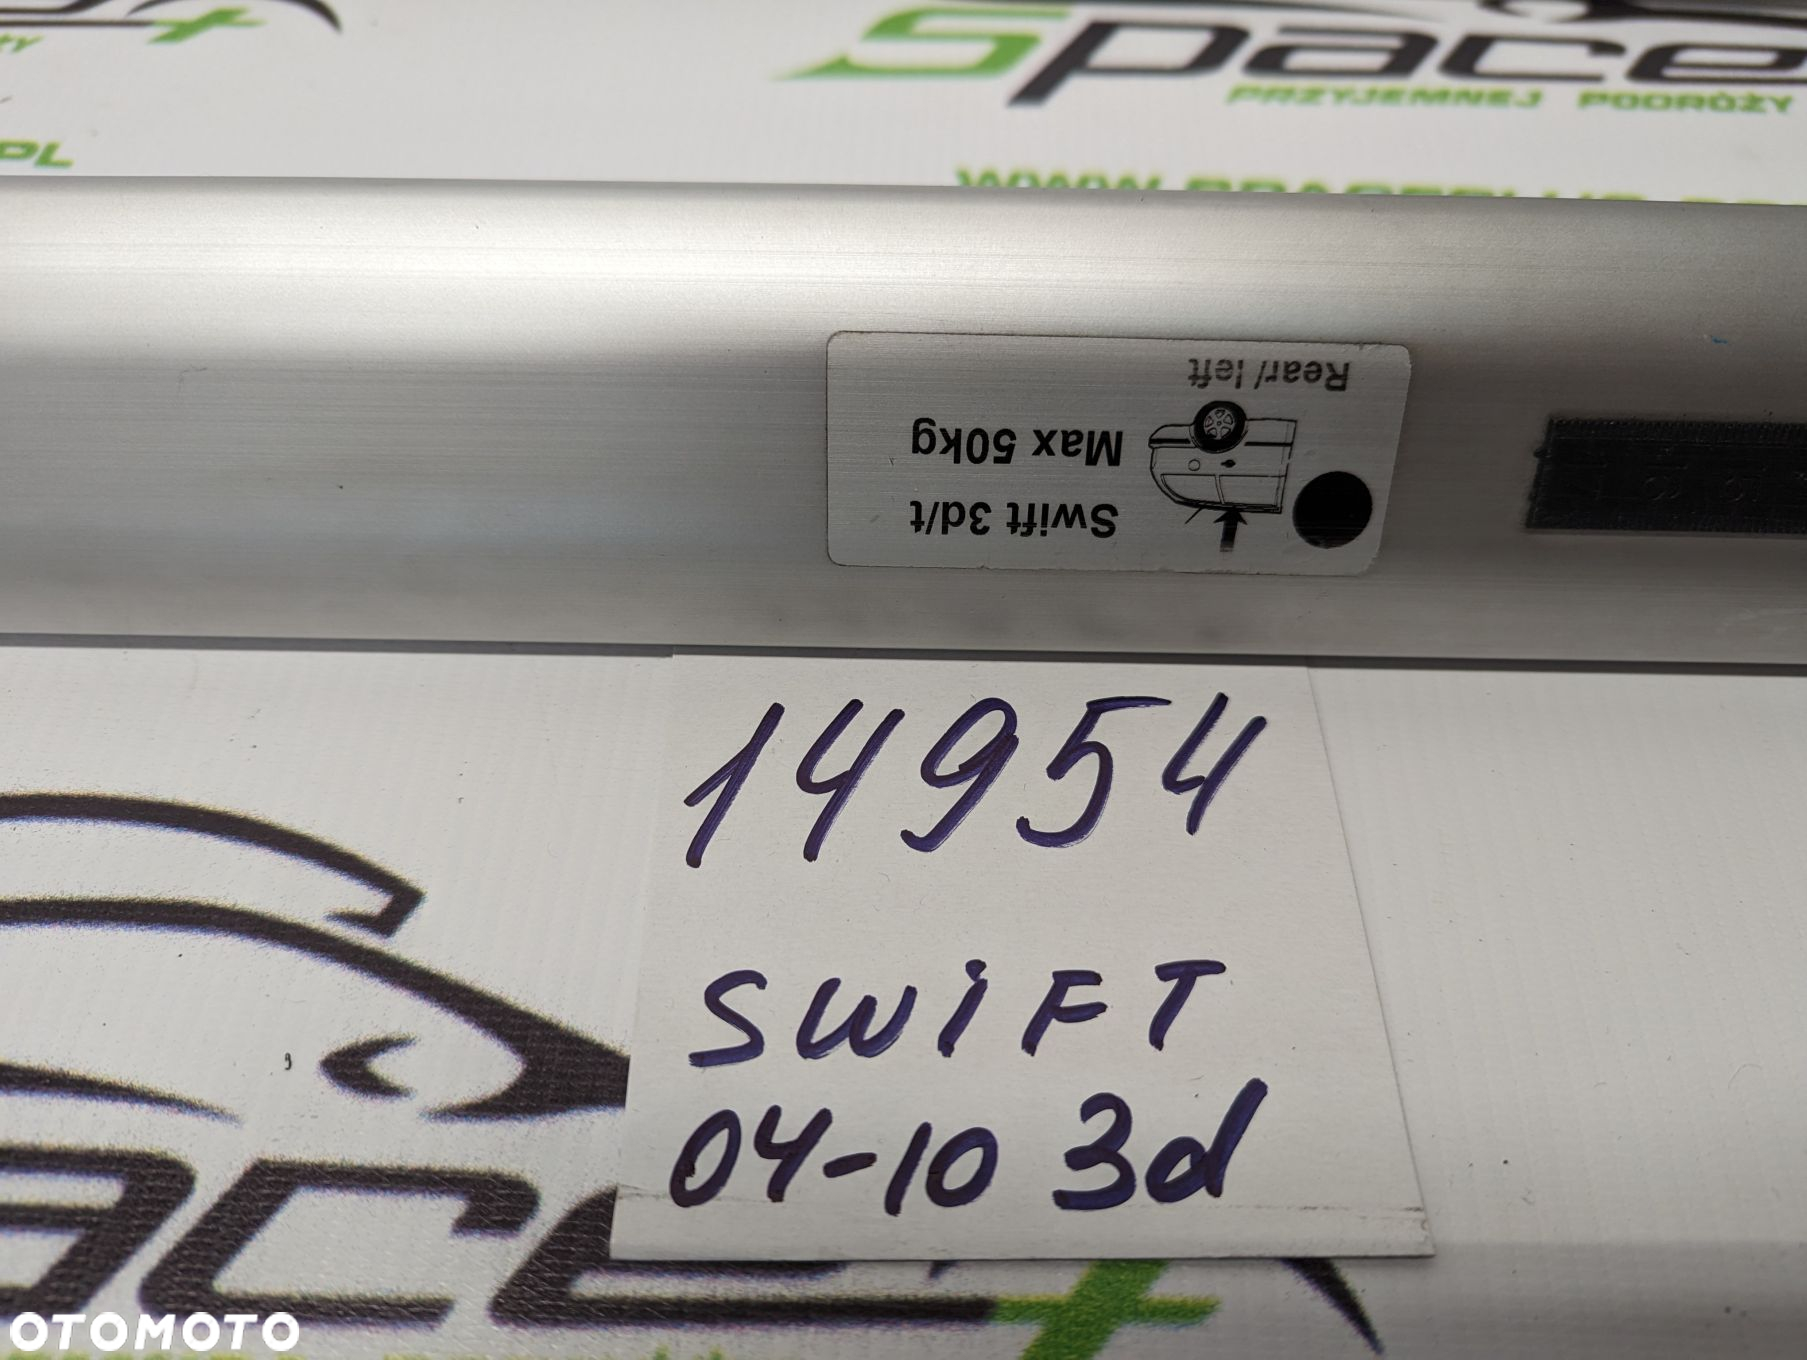 Space
PRZYJEMNEJ PODRÓŻY
.PL
Rear/ left
Max 50kg
Swift 3d/t
14954
SWiFT
04-10 3d
OTOMOTO